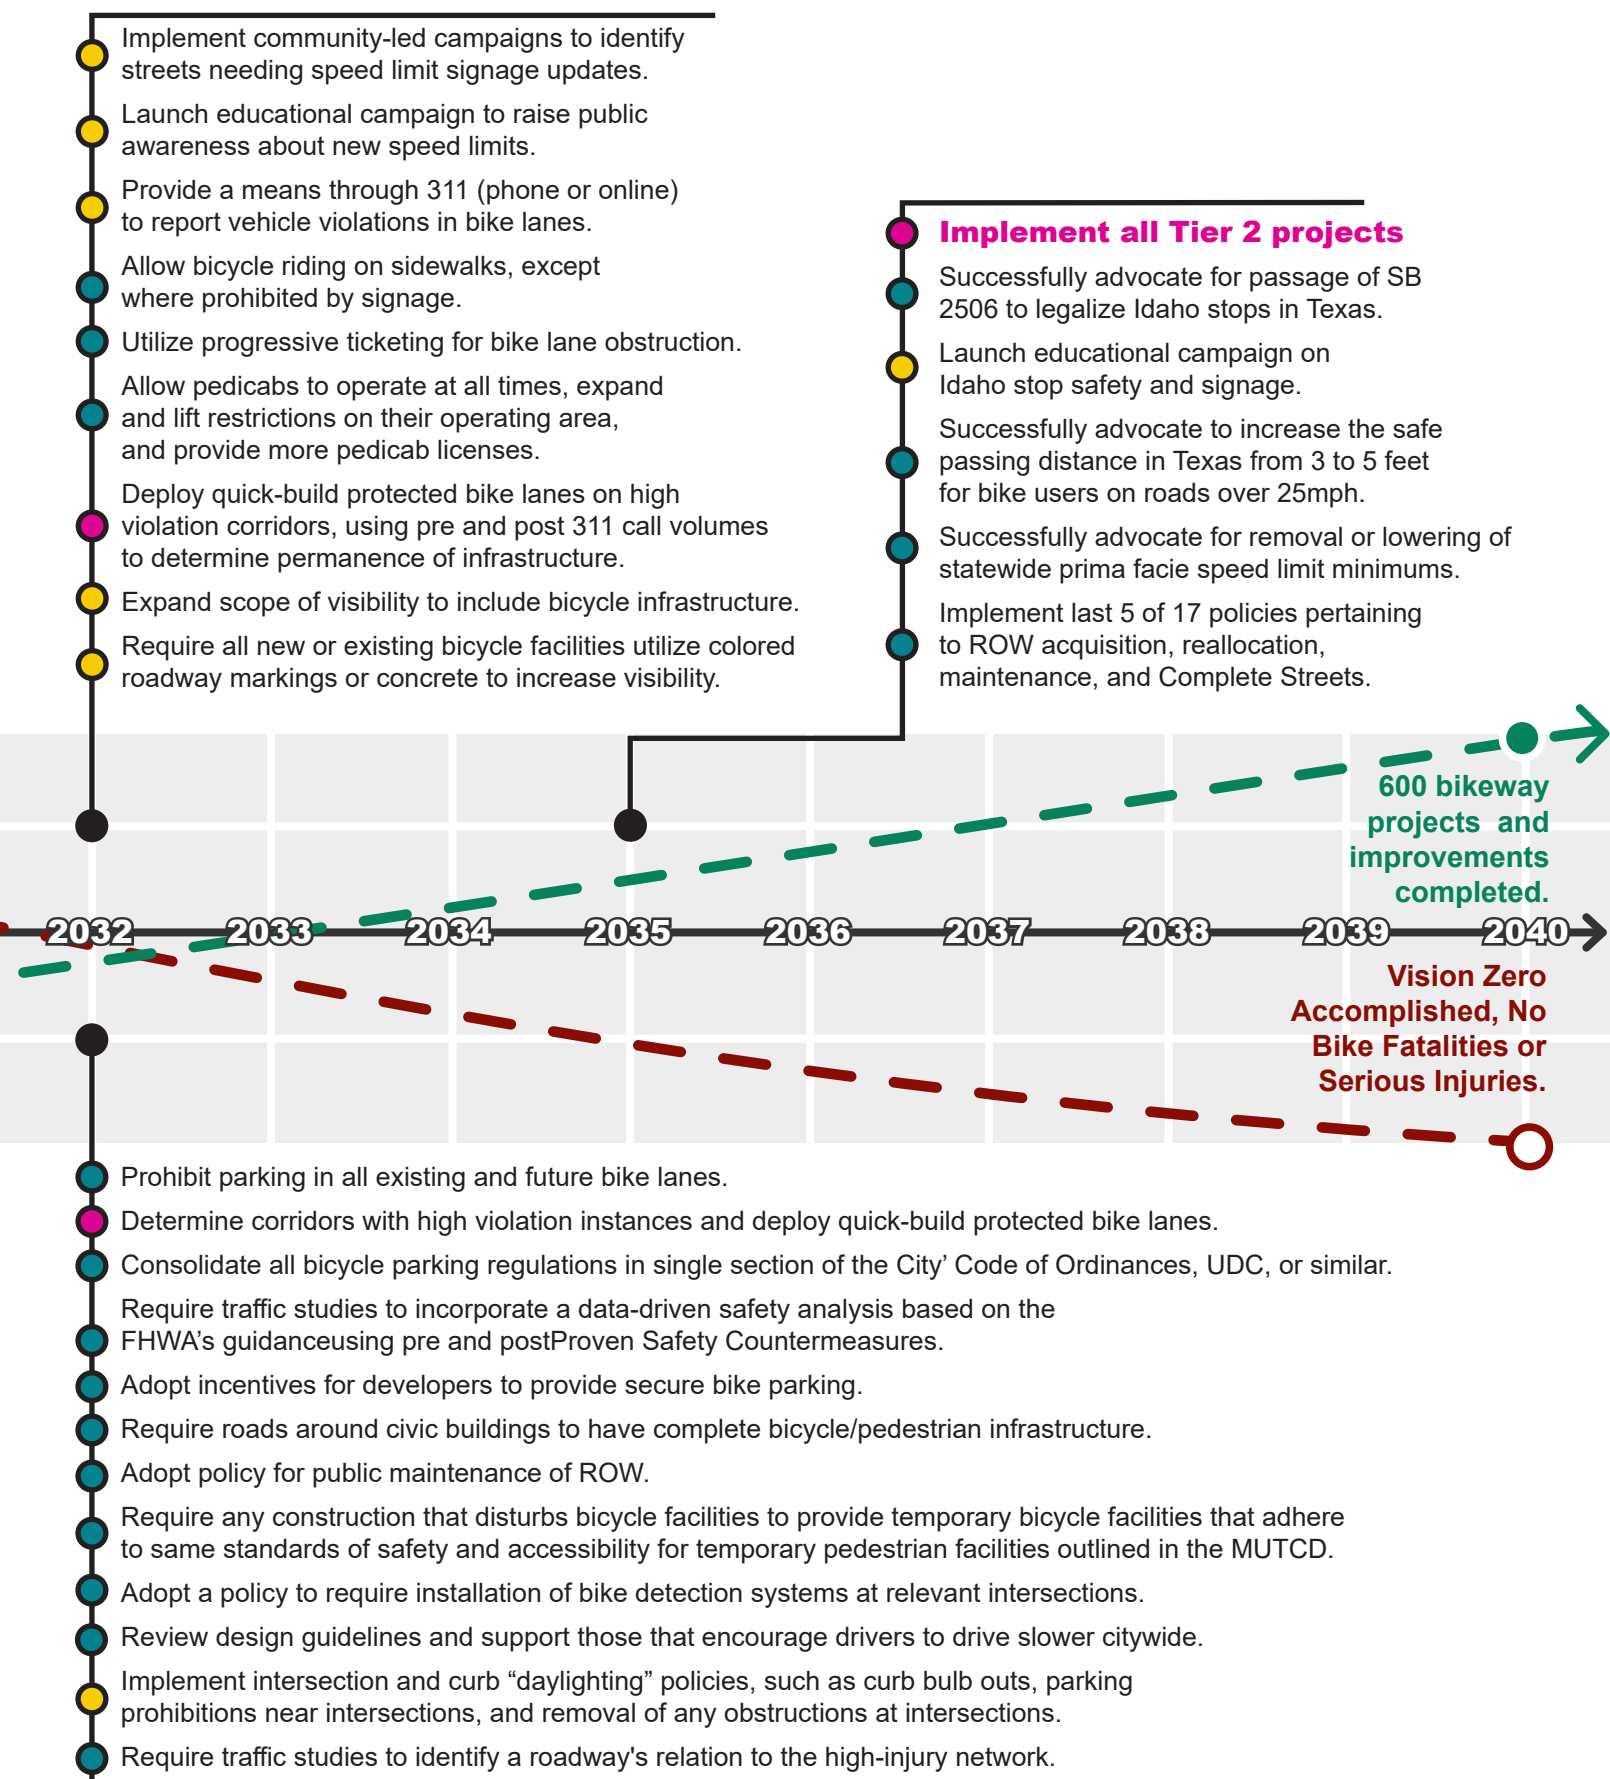 Implement community-led campaigns to identify
streets needing speed limit signage updates.
Launch educational campaign to raise public
awareness about new speed limits.
Provide a means through 311 (phone or online)
to report vehicle violations in bike lanes.
Allow bicycle riding on sidewalks, except
where prohibited by signage.
Utilize progressive ticketing for bike lane obstruction.
Allow pedicabs to operate at all times, expand
and lift restrictions on their operating area,
and provide more pedicab licenses.
Deploy quick-build protected bike lanes on high
violation corridors, using pre and post 311 call volumes
to determine permanence of infrastructure.
Expand scope of visibility to include bicycle infrastructure.
Require all new or existing bicycle facilities utilize colored
roadway markings or concrete to increase visibility.
Implement all Tier 2 projects
Successfully advocate for passage of SB
2506 to legalize Idaho stops in Texas.
Launch educational campaign on
Idaho stop safety and signage.
Successfully advocate to increase the safe
passing distance in Texas from 3 to 5 feet
for bike users on roads over 25mph.
Successfully advocate for removal or lowering of
statewide prima facie speed limit minimums.
Implement last 5 of 17 policies pertaining
to ROW acquisition, reallocation,
maintenance, and Complete Streets.
600 bikeway
projects and
improvements
completed.
2032 2033 2034 2035 2036 2037 2038 2039 2040
Vision Zero
Accomplished, No
Bike Fatalities or
Serious Injuries.
Prohibit parking in all existing and future bike lanes.
Determine corridors with high violation instances and deploy quick-build protected bike lanes.
Consolidate all bicycle parking regulations in single section of the City’ Code of Ordinances, UDC, or similar.
Require traffic studies to incorporate a data-driven safety analysis based on the
FHWA’s guidanceusing pre and postProven Safety Countermeasures.
Adopt incentives for developers to provide secure bike parking.
Require roads around civic buildings to have complete bicycle/pedestrian infrastructure.
Adopt policy for public maintenance of ROW.
Require any construction that disturbs bicycle facilities to provide temporary bicycle facilities that adhere
to same standards of safety and accessibility for temporary pedestrian facilities outlined in the MUTCD.
Adopt a policy to require installation of bike detection systems at relevant intersections.
Review design guidelines and support those that encourage drivers to drive slower citywide.
Implement intersection and curb “daylighting” policies, such as curb bulb outs, parking
prohibitions near intersections, and removal of any obstructions at intersections.
Require traffic studies to identify a roadway's relation to the high-injury network.